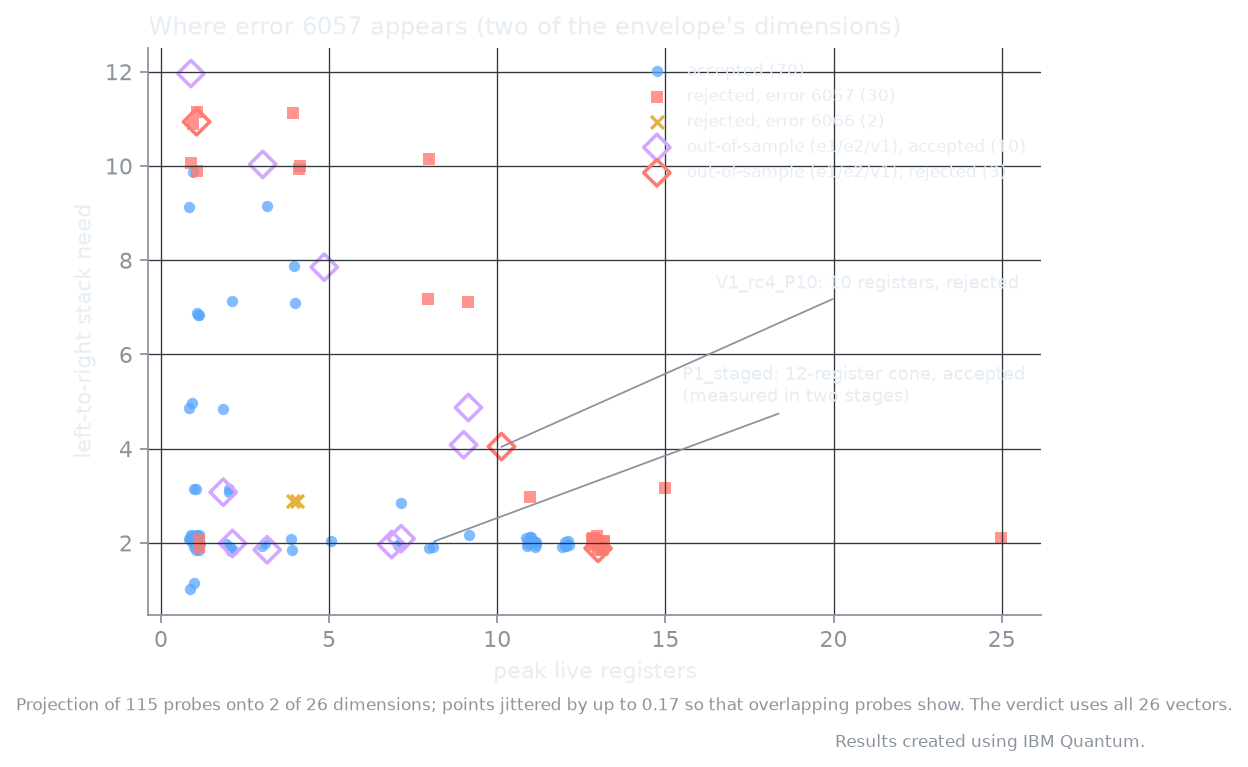 Where error 6057 appears (two of the envelope's dimensions)
12
10
8
6
4
2
left-to-right stack need
accepted (70)
rejected, error 6057 (30)
rejected, error 6066 (2)
out-of-sample (e1/e2/v1), accepted (10)
out-of-sample (e1/e2/v1), rejected (3)
V1_rc4_P10: 10 registers, rejected
P1_staged: 12-register cone, accepted
(measured in two stages)
0
5
10
15
20
25
peak live registers
Projection of 115 probes onto 2 of 26 dimensions; points jittered by up to 0.17 so that overlapping probes show. The verdict uses all 26 vectors.
Results created using IBM Quantum.